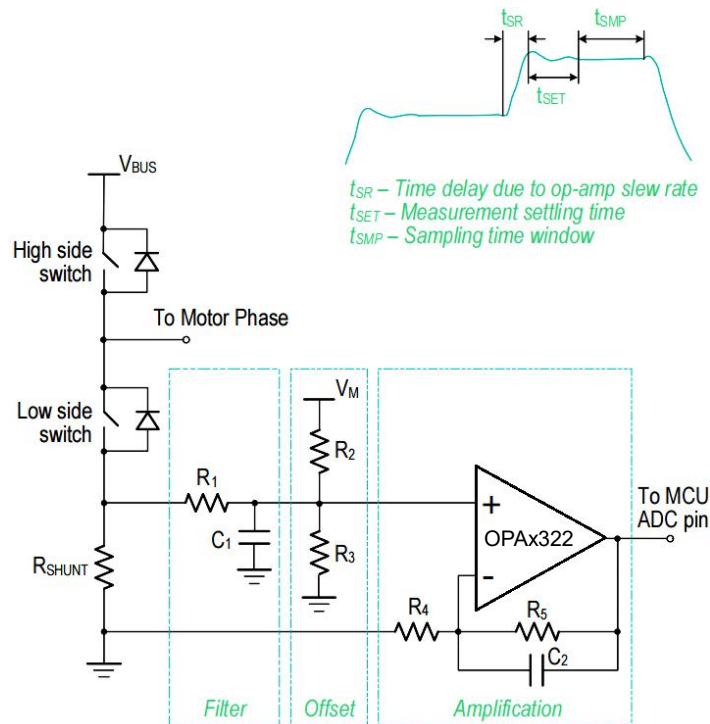 tSR
tSMP
tSET
tSR – Time delay due to op-amp slew rate
tSET – Measurement settling time
tSMP – Sampling time window
VBUS
High side
switch
To Motor Phase
Low side
switch
VM
R2
R1
C1
R3
RSHUNT
+
-
OPAx322
To MCU
ADC pin
R4
R5
C2
Filter
Offset
Amplification